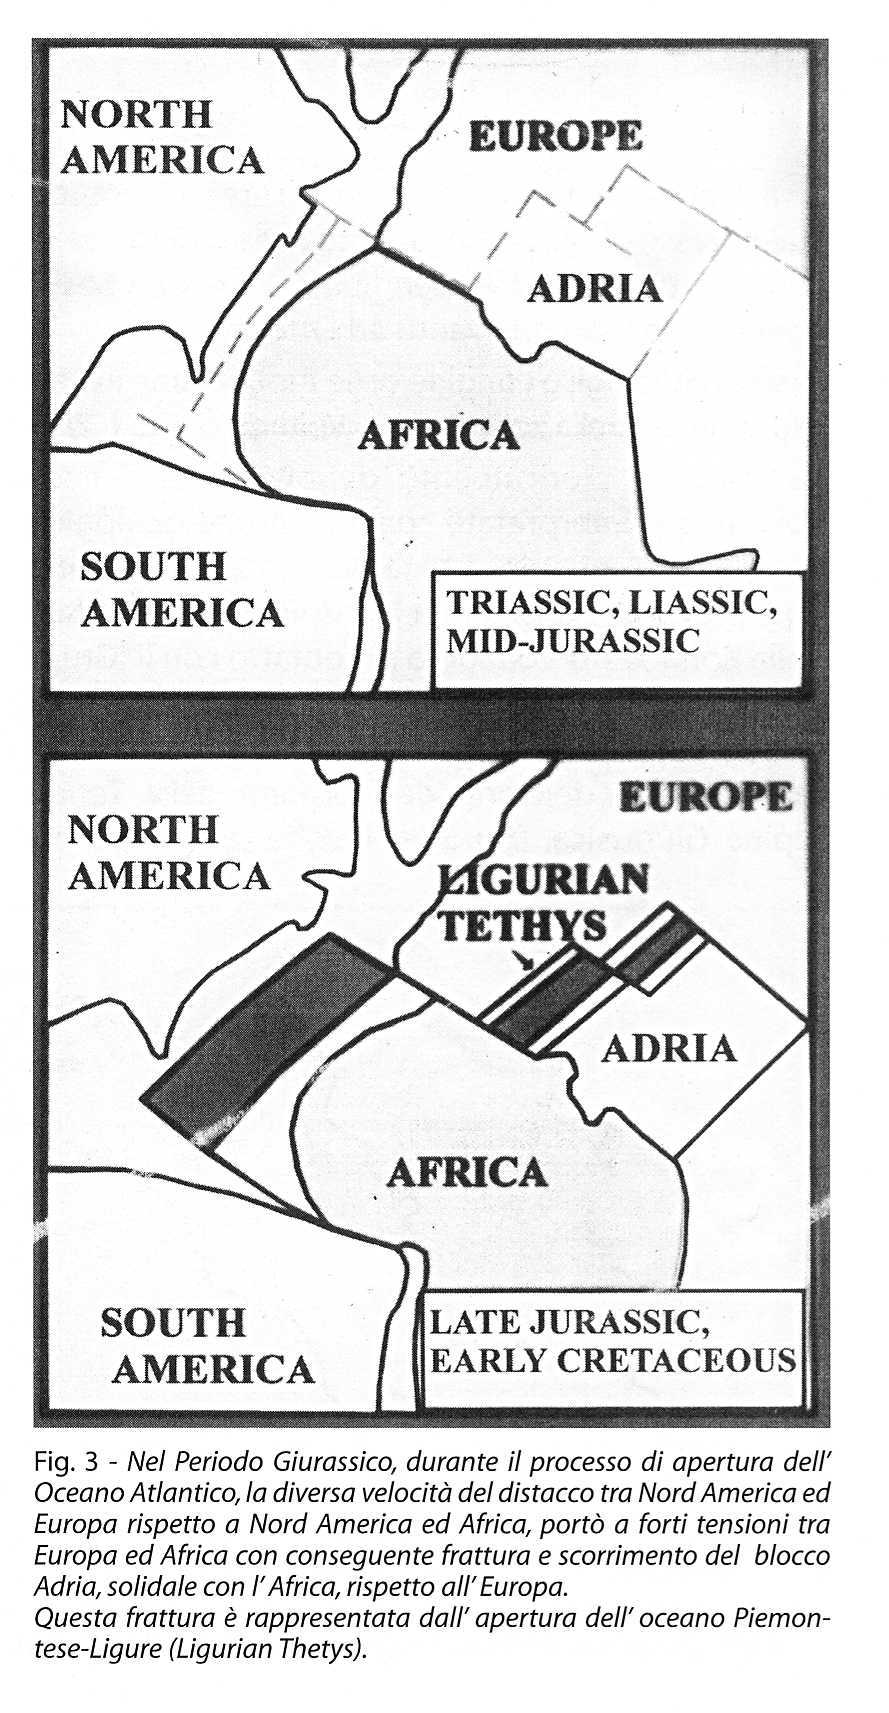 NORTH
AMERICA
EUROPE
ADRIA
AFRICA
SOUTH
AMERICA
TRIASSIC, LIASSIC,
MID-JURASSIC
NORTH
AMERICA
EUROPE
LIGURIAN
TETHYS
ADRIA
AFRICA
SOUTH
AMERICA
LATE JURASSIC,
EARLY CRETACEOUS
Fig. 3 - Nel Periodo Giurassico, durante il processo di apertura dell'
Oceano Atlantico, la diversa velocità del distacco tra Nord America ed
Europa rispetto a Nord America ed Africa, portò a forti tensioni tra
Europa ed Africa con conseguente frattura e scorrimento del blocco
Adria, solidale con l' Africa, rispetto all' Europa.
Questa frattura è rappresentata dall' apertura dell' oceano Piemon-
tese-Ligure (Ligurian Thetys).